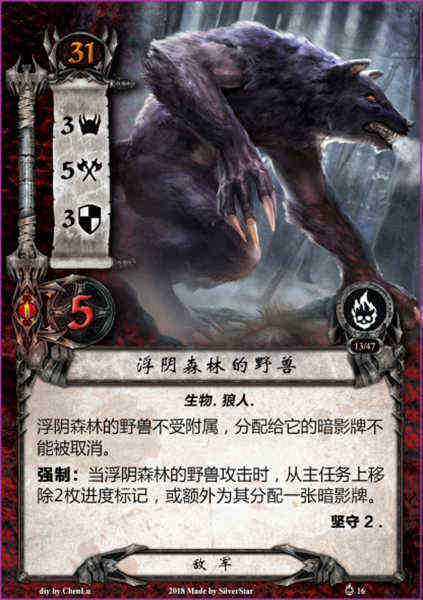 31
3
5
3
5
13/47
浮阴森林的野兽
生物. 狼人.
浮阴森林的野兽不受附属，分配给它的暗影牌不
能被取消。
强制：当浮阴森林的野兽攻击时，从主任务上移
除2枚进度标记，或额外为其分配一张暗影牌。
坚守 2 .
敌 军
diy by ChenLu
2018 Made by SilverStar
16